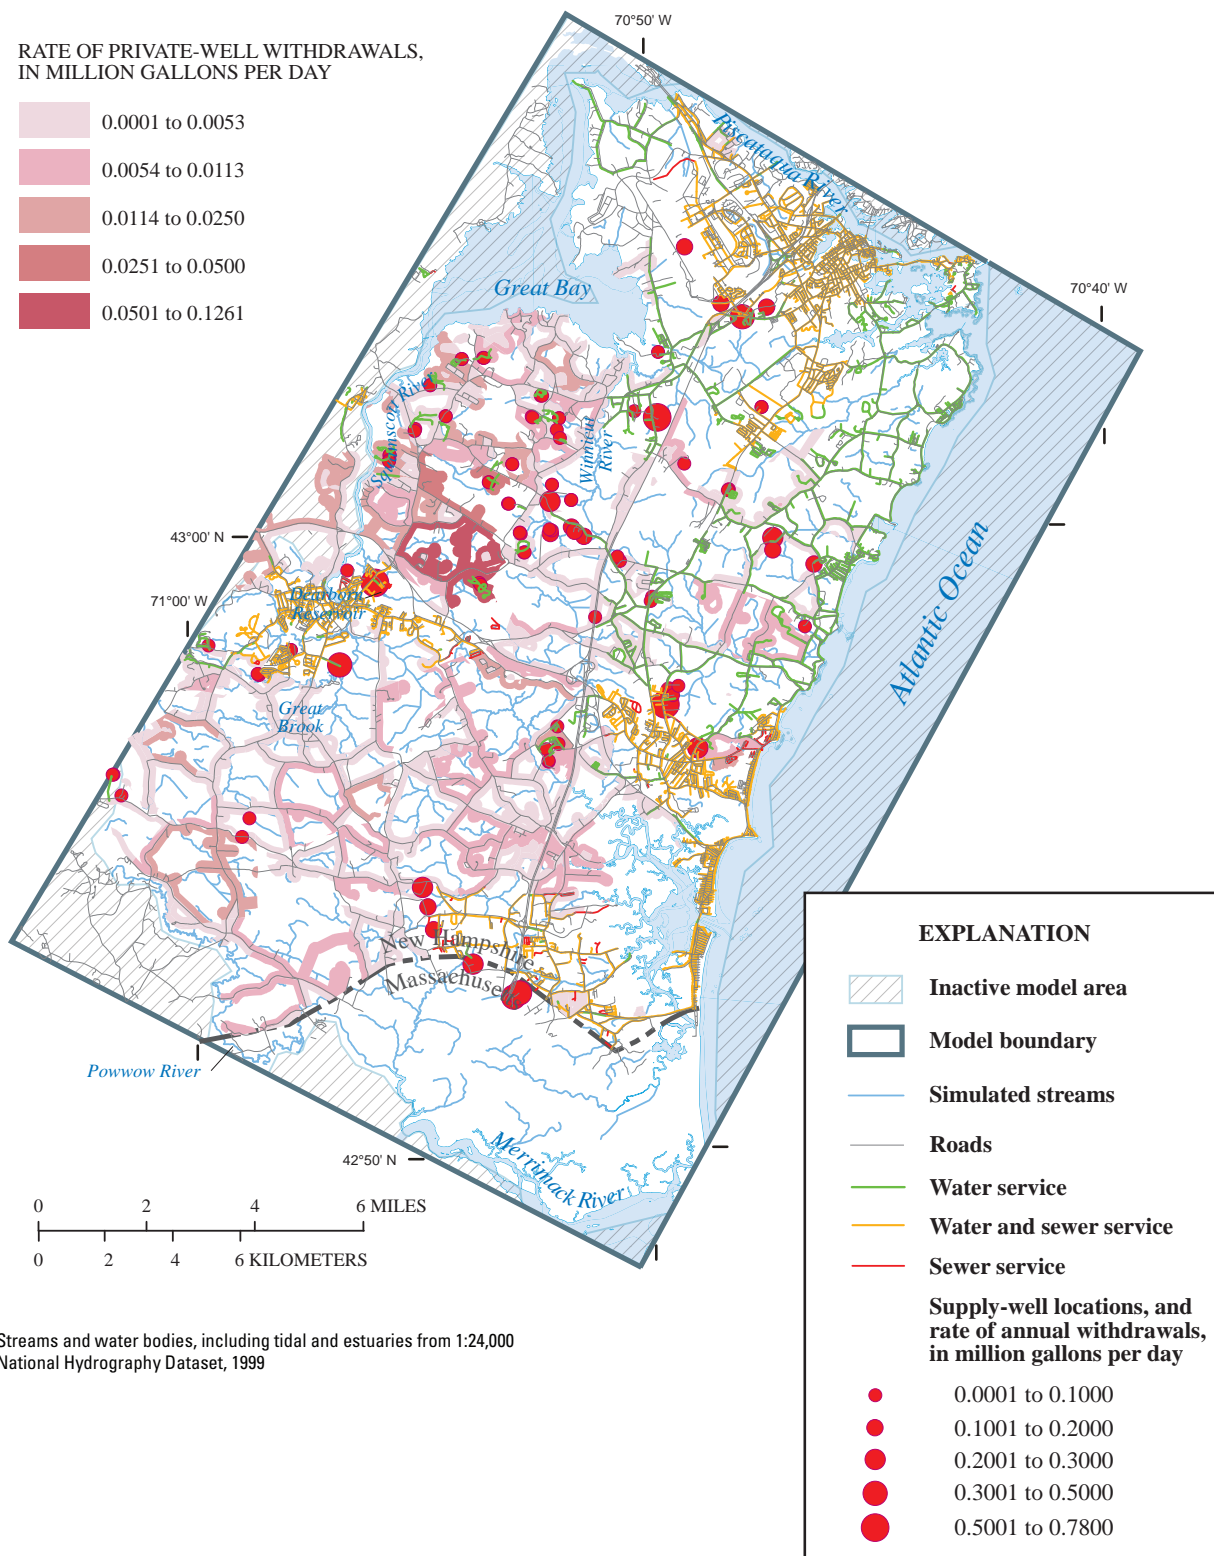 70°50' W
RATE OF PRIVATE-WELL WITHDRAWALS,
IN MILLION GALLONS PER DAY
0.0001 to 0.0053
0.0054 to 0.0113
0.0114 to 0.0250
0.0251 to 0.0500
0.0501 to 0.1261
Piscataqua River
Great Bay
70°40' W
Squamscott River
Winnicut
River
43°00' N
Dearborn
Reservoir
71°00' W
Atlantic Ocean
Great
Brook
New Hampshire
Massachusetts
Powwow River
42°50' N
Merrimack River
0 2 4 6 MILES
0 2 4 6 KILOMETERS
Streams and water bodies, including tidal and estuaries from 1:24,000
National Hydrography Dataset, 1999
EXPLANATION
Inactive model area
Model boundary
Simulated streams
Roads
Water service
Water and sewer service
Sewer service
Supply-well locations, and
rate of annual withdrawals,
in million gallons per day
0.0001 to 0.1000
0.1001 to 0.2000
0.2001 to 0.3000
0.3001 to 0.5000
0.5001 to 0.7800